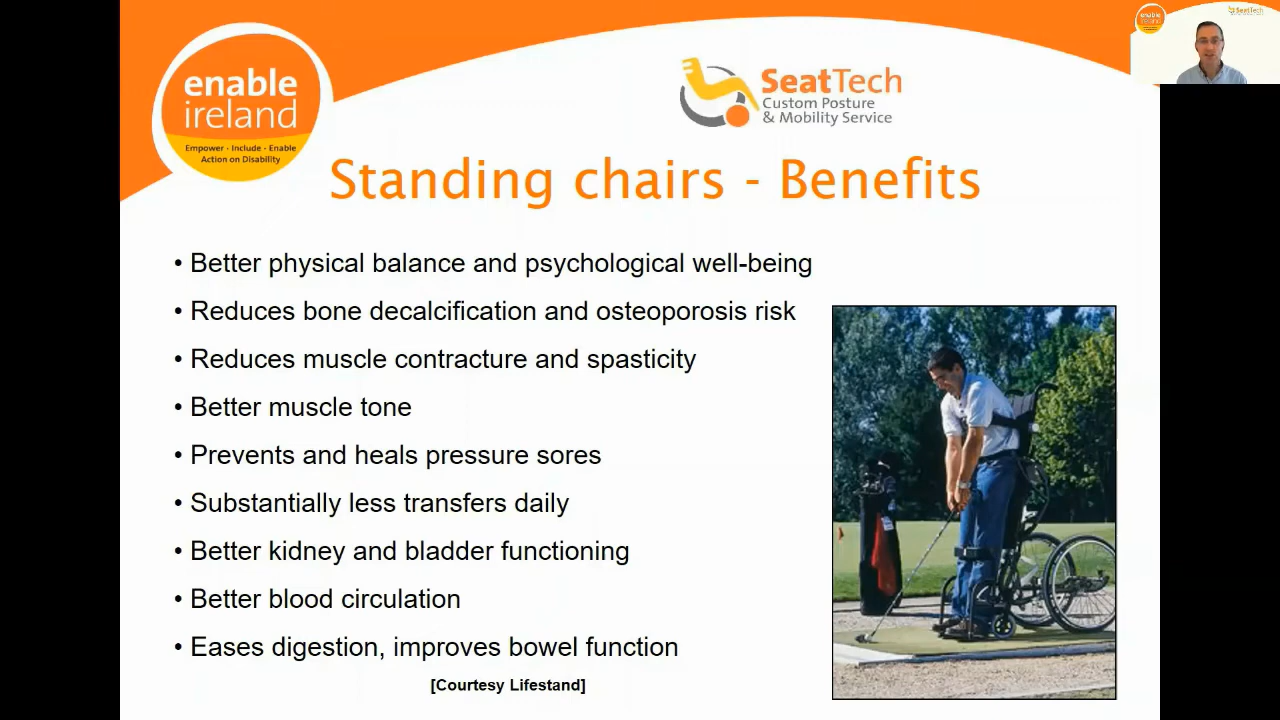 enable
ireland
Empower · Include · Enable
Action on Disability
SeatTech
Custom Posture
& Mobility Service
enable
ireland
SeatTech
Standing chairs - Benefits
• Better physical balance and psychological well-being
• Reduces bone decalcification and osteoporosis risk
• Reduces muscle contracture and spasticity
• Better muscle tone
• Prevents and heals pressure sores
• Substantially less transfers daily
• Better kidney and bladder functioning
• Better blood circulation
• Eases digestion, improves bowel function
[Courtesy Lifestand]